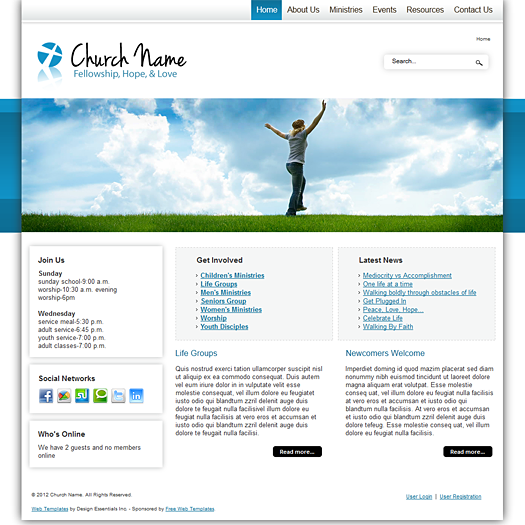 Home About Us Ministries Events Resources Contact Us
Home
Church Name
Fellowship, Hope, & Love
Search...
Join Us
Sunday
sunday school-9:00 a.m.
worship-10:30 a.m. evening
worship-6pm
Wednesday
service meal-5:30 p.m.
adult service-6:45 p.m.
youth service-7:00 p.m.
adult classes-7:00 p.m.
Social Networks
Who's Online
We have 2 guests and no members
online
Get Involved
Children's Ministries
Life Groups
Men's Ministries
Seniors Group
Women's Ministries
Worship
Youth Disciples
Latest News
Mediocrity vs Accomplishment
One life at a time
Walking boldly through obstacles of life
Get Plugged In
Peace, Love, Hope...
Celebrate Life
Walking By Faith
Life Groups
Quis nostrud exerci tation ullamcorper suscipit nisl
ut aliquip ex ea commodo consequat. Duis autem
vel eum iriure dolor in in vulputate velit esse
molestie consequat, vel illum dolore eu feugiatet
iusto odio qui blandtum zzril delenit auge duis
dolore te feugait nulla facilisivel illum dolore eu
feugiat nulla facilisis at vero eros et accumsan et
iusto odio qui blandtum zzril delenit auge duis
dolore te feugait nulla facilisi.
Read more...
Newcomers Welcome
Imperdiet doming id quod mazim placerat sed diam
nonummy nibh euismod tincidunt ut laoreet dolore
magna aliquam erat volutpat. Esse molestie
conseq uat, vel illum dolore eu feugiat nulla
facilisis. At vero eros et accumsan et iusto odio qui
blandtum nulla facilisis. At vero eros et accumsan
et iusto odio qui blandtum zzril delenit auge duis
dolore tefeug. Esse molestie conseq uat, vel illum
dolore eu feugiat nulla facilisis.
Read more...
© 2012 Church Name. All Rights Reserved.
User Login | User Registration
Web Templates by Design Essentials Inc. - Sponsored by Free Web Templates.